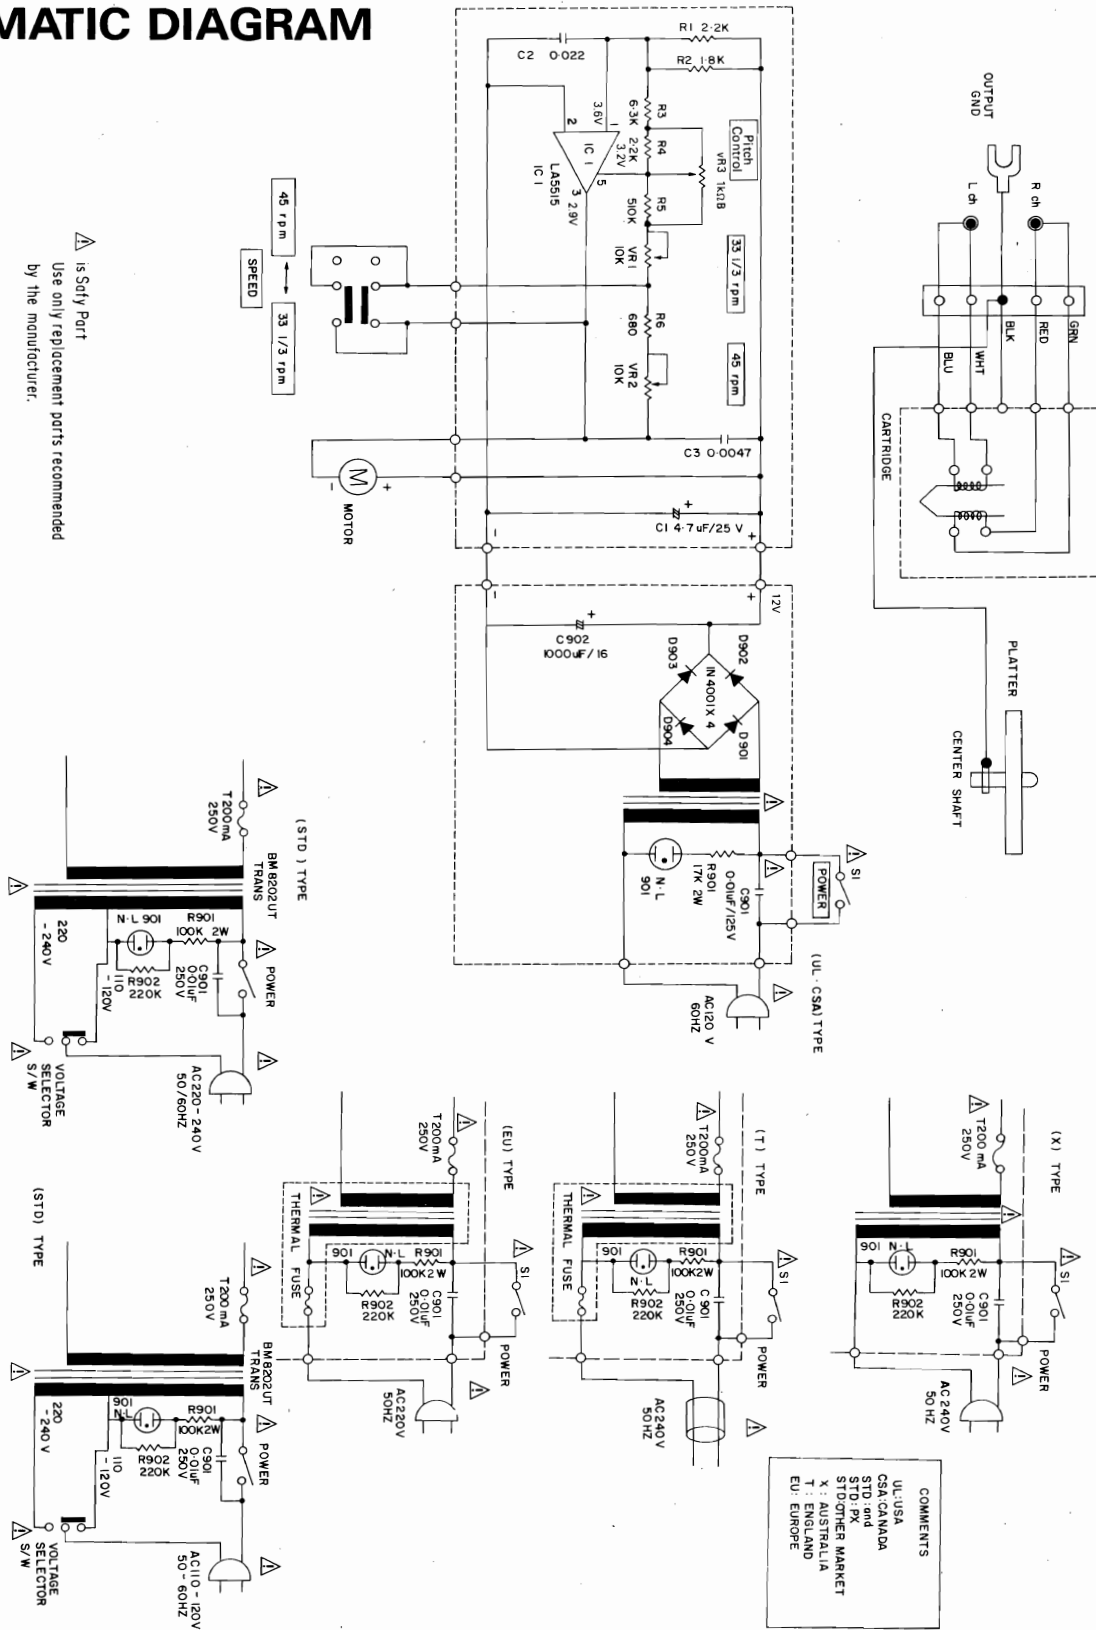 MATIC DIAGRAM
R1 2·2K
C2 0·022
R2 1·8K
R3
6·3K
R4
2·2K
3.6V
3.2V
1
2
IC 1
5
3 2.9V
LA5515
IC 1
Pitch
Control
VR3 1kΩB
R5
510K
VR1
10K
33 1/3 rpm
R6
680
VR2
10K
45 rpm
C3 0·0047
45 rpm
33 1/3 rpm
SPEED
M
+
-
MOTOR
C1 4·7uF/25 V
+
-
+
-
+
12V
⚠ is Safy Part
Use only replacement parts recommended
by the manufacturer.
OUTPUT
GND
L ch
R ch
BLU
WHT
BLK
RED
GRN
CARTRIDGE
PLATTER
CENTER SHAFT
C902
1000uF/16
+
D903
D902
IN4001X 4
D904
D901
N·L
901
R901
17K 2W
C901
0·01uF/125V
S1
POWER
(UL·CSA)TYPE
AC120 V
60HZ
(STD ) TYPE
T200mA
250V
BM8202UT
TRANS
N·L 901
R901
100K 2W
R902
220K
C901
0·01uF
250V
POWER
220
-240V
110
-120V
VOLTAGE
SELECTOR
S/W
AC220-240V
50/60HZ
(STD) TYPE
T200mA
250V
BM8202UT
TRANS
901
N·L
R901
100K2W
R902
220K
C901
0·01uF
250V
POWER
220
-240V
110
-120V
VOLTAGE
SELECTOR
S/W
AC110-120V
50-60HZ
(EU) TYPE
T200mA
250V
THERMAL FUSE
901
N·L
R901
100K2W
R902
220K
C901
0·01uF
250V
S1
POWER
AC220V
50HZ
(T) TYPE
T200mA
250V
THERMAL FUSE
901
N·L
R901
100K2W
R902
220K
C 901
0·01uF
250V
S1
POWER
AC240V
50HZ
(X) TYPE
T200 mA
250V
901 N·L
R901
100K2W
R902
220K
C901
0·01uF
250V
S1
POWER
AC240V
50HZ
COMMENTS
UL:USA
CSA:CANADA
STD:and
STD:PX
STD:OTHER MARKET
X : AUSTRALIA
T : ENGLAND
EU: EUROPE